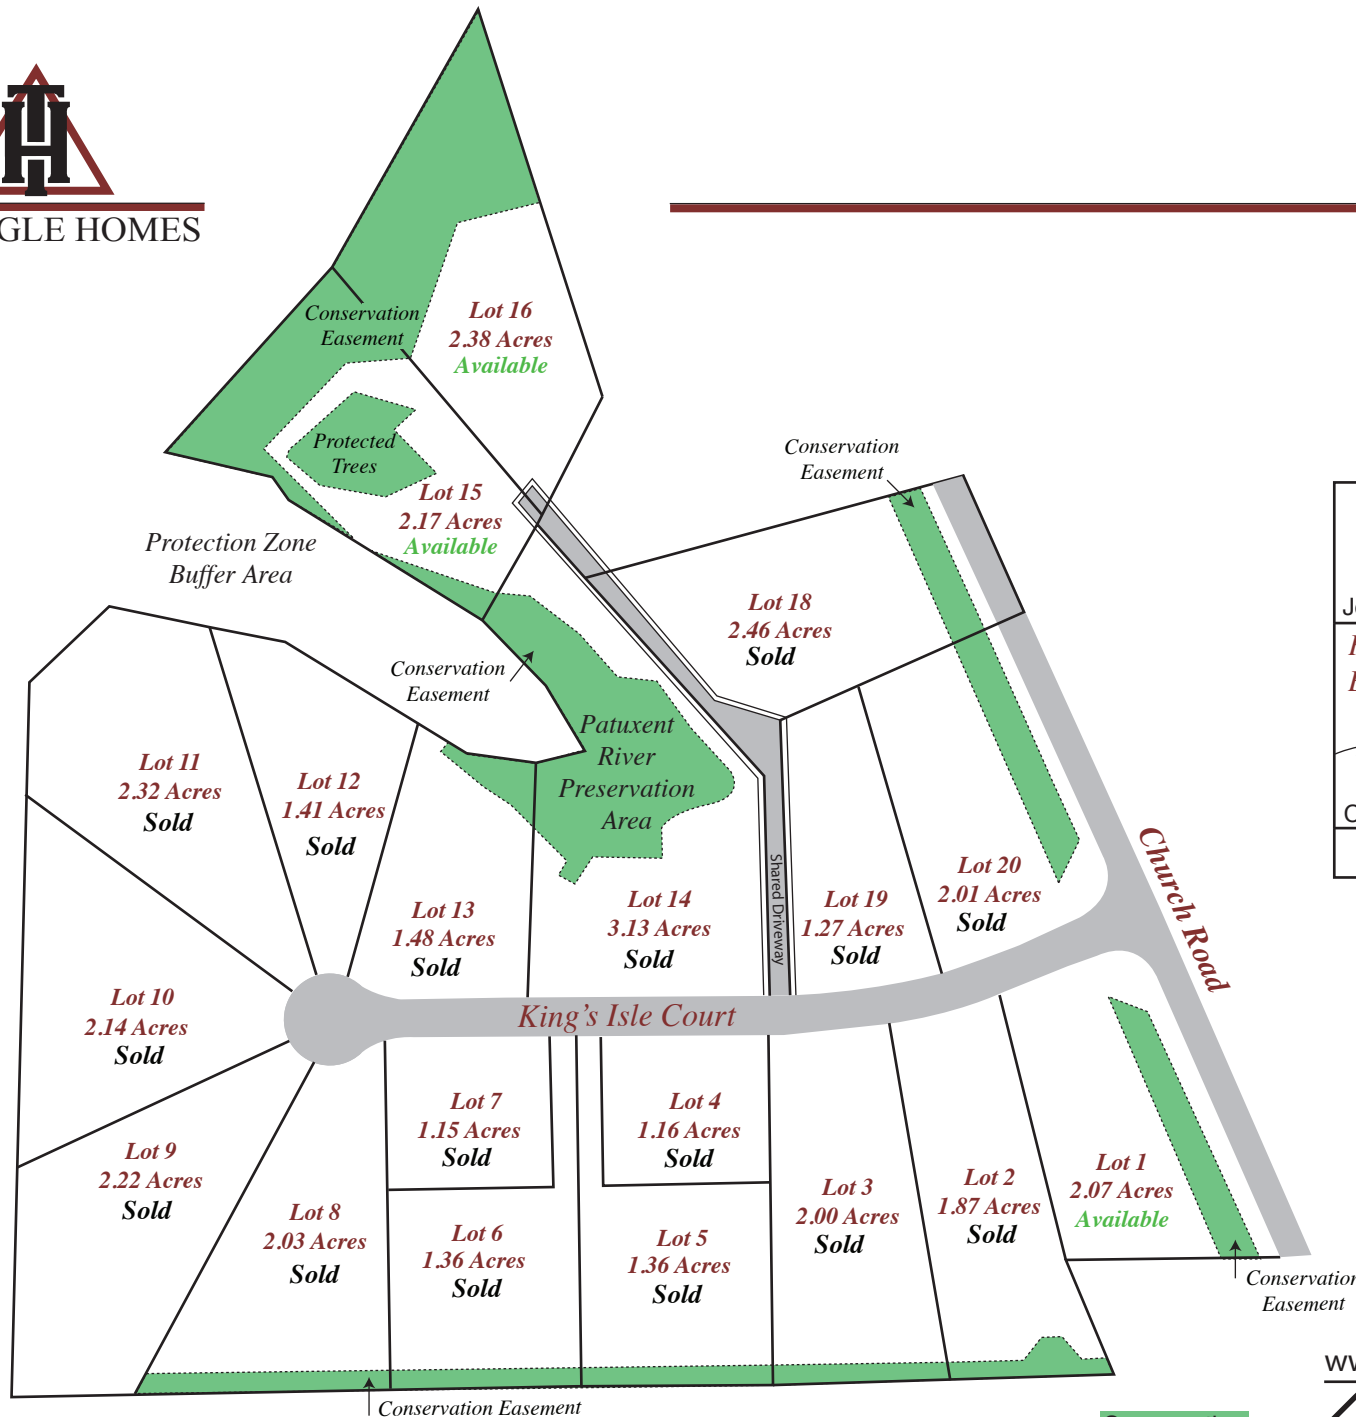 TH
GLE HOMES
Conservation
Easement
Lot 16
2.38 Acres
Available
Protected
Trees
Lot 15
2.17 Acres
Available
Conservation
Easement
Protection Zone
Buffer Area
Lot 18
2.46 Acres
Sold
Conservation
Easement
Patuxent
River
Preservation
Area
Lot 11
2.32 Acres
Sold
Lot 12
1.41 Acres
Sold
Lot 13
1.48 Acres
Sold
Lot 14
3.13 Acres
Sold
Shared Driveway
Lot 19
1.27 Acres
Sold
Lot 20
2.01 Acres
Sold
Church Road
Lot 10
2.14 Acres
Sold
King's Isle Court
Lot 9
2.22 Acres
Sold
Lot 8
2.03 Acres
Sold
Lot 7
1.15 Acres
Sold
Lot 6
1.36 Acres
Sold
Lot 4
1.16 Acres
Sold
Lot 5
1.36 Acres
Sold
Lot 3
2.00 Acres
Sold
Lot 2
1.87 Acres
Sold
Lot 1
2.07 Acres
Available
Conservation
Easement
Conservation Easement